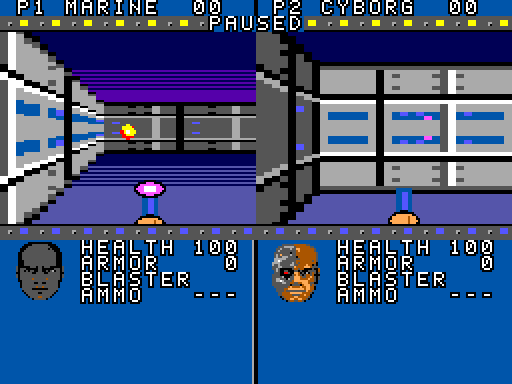 P1 MARINE 00 P2 CYBORG 00
PAUSED
HEALTH 100 HEALTH 100
ARMOR 0 ARMOR 0
BLASTER BLASTER
AMMO --- AMMO ---